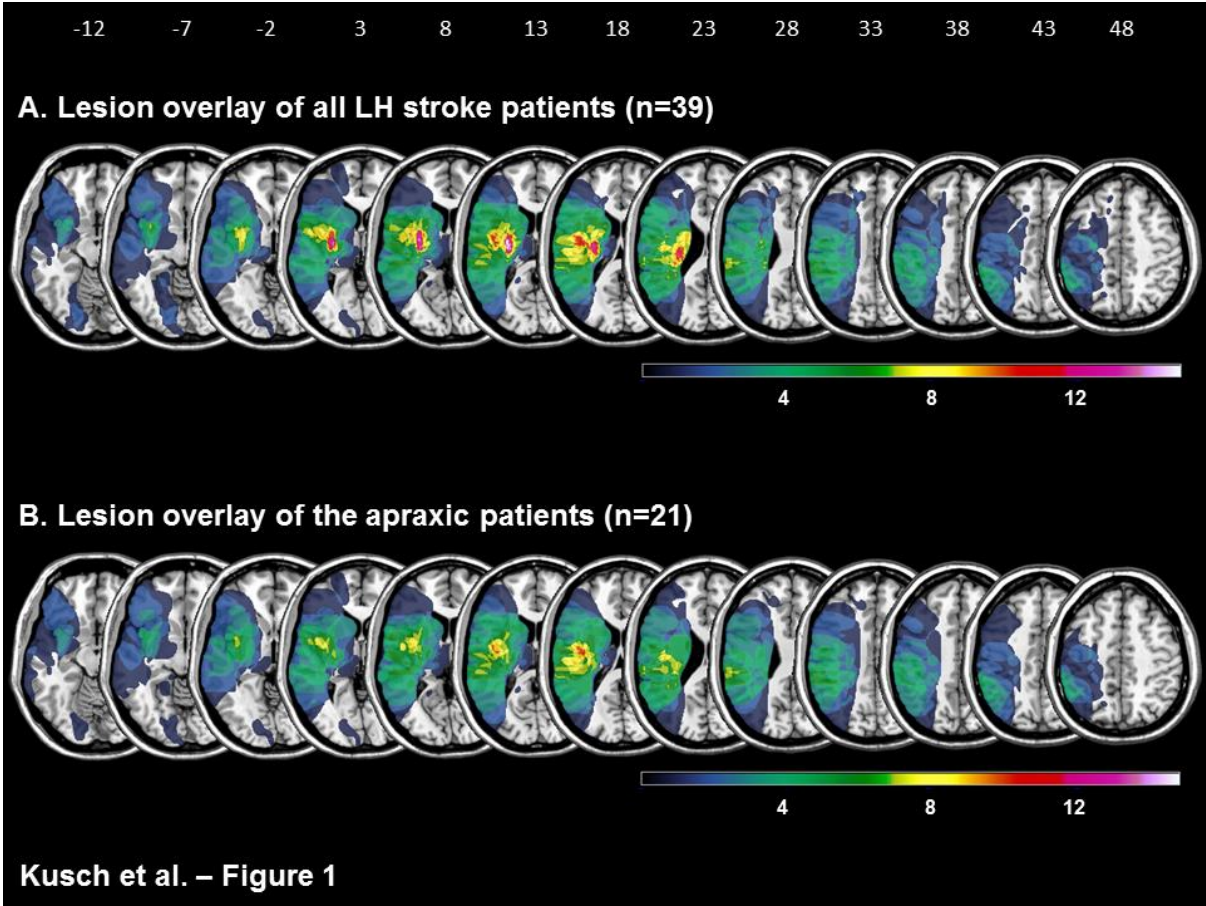 -12 -7 -2 3 8 13 18 23 28 33 38 43 48
A. Lesion overlay of all LH stroke patients (n=39)
4 8 12
B. Lesion overlay of the apraxic patients (n=21)
4 8 12
Kusch et al. – Figure 1